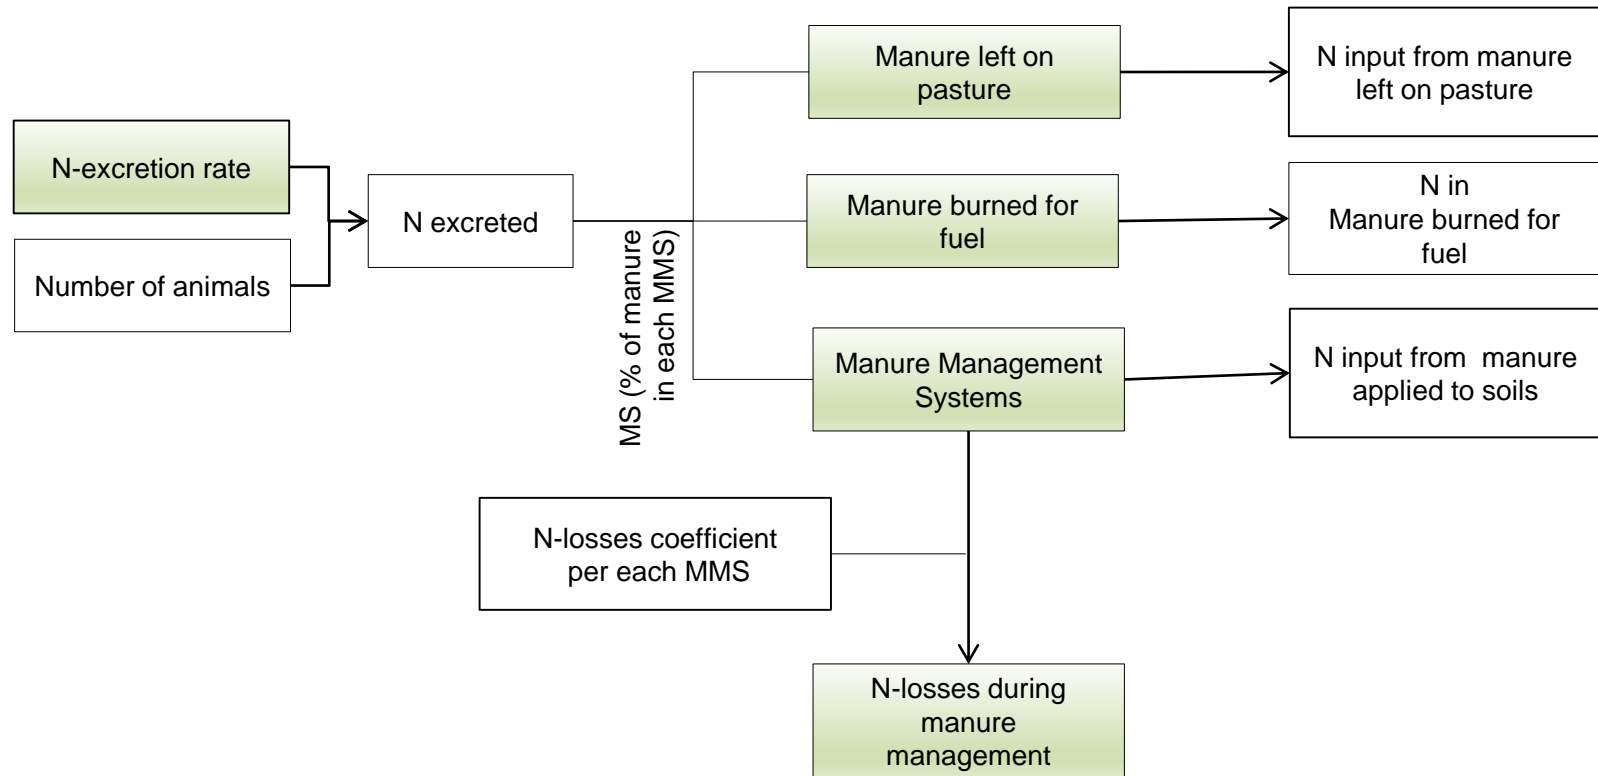 Manure left on
pasture
N input from manure
left on pasture
N-excretion rate
N excreted
Number of animals
MS (% of manure
in each MMS)
Manure burned for
fuel
N in
Manure burned for
fuel
Manure Management
Systems
N input from  manure
applied to soils
N-losses coefficient
per each MMS
N-losses during
manure
management